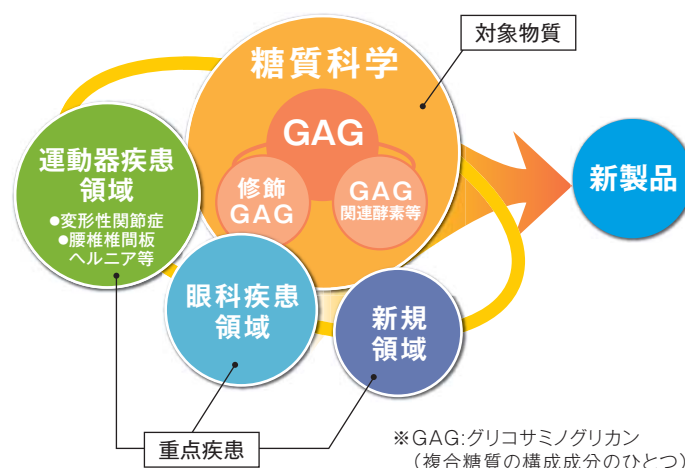 対象物質
糖質科学
GAG
修飾
GAG
GAG
関連酵素等
運動器疾患
領域
●変形性関節症
●腰椎椎間板
ヘルニア等
新製品
眼科疾患
領域
新規
領域
重点疾患
※GAG:グリコサミノグリカン
（複合糖質の構成成分のひとつ）